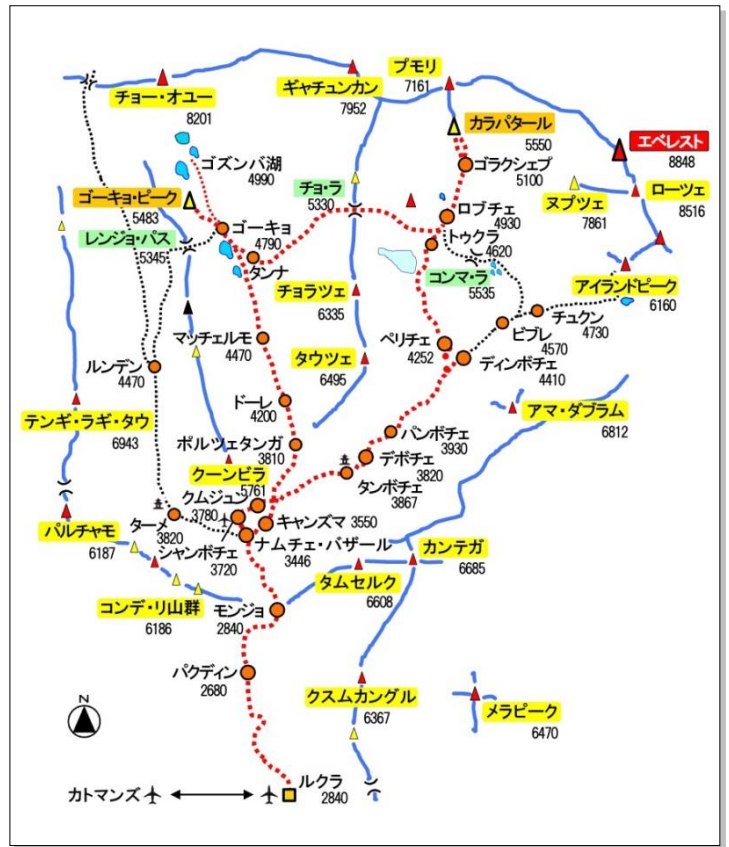 チョー・オユー
8201
ギャチュンカン
7952
プモリ
7161
カラパタール
5550
エベレスト
8848
ゴラクシェプ
5100
ゴズンバ湖
4990
チョ・ラ
5330
ゴーキョ・ピーク
5483
ヌプツェ
7861
ローツェ
8516
ロブチェ
4930
ゴーキョ
4790
レンジョ・パス
5345
トゥクラ
4620
タンナ
コンマ・ラ
5535
アイランドピーク
6160
チョラツェ
6335
チュクン
4730
ビブレ
4570
マッチェルモ
4470
ペリチェ
4252
タウツェ
6495
ディンボチェ
4410
ルンデン
4470
ドーレ
4200
アマ・ダブラム
6812
テンギ・ラギ・タウ
6943
パンボチェ
3930
ポルツェタンガ
3810
デボチェ
3820
クーンビラ
5761
タンボチェ
3867
クムジュン
3780
キャンズマ 3550
ターメ
3820
パルチャモ
6187
シャンボチェ
3720
ナムチェ・バザール
3446
カンテガ
6685
タムセルク
6608
コンデ・リ山群
6186
モンジョ
2840
パクディン
2680
クスムカングル
6367
メラピーク
6470
N
ルクラ
2840
カトマンズ